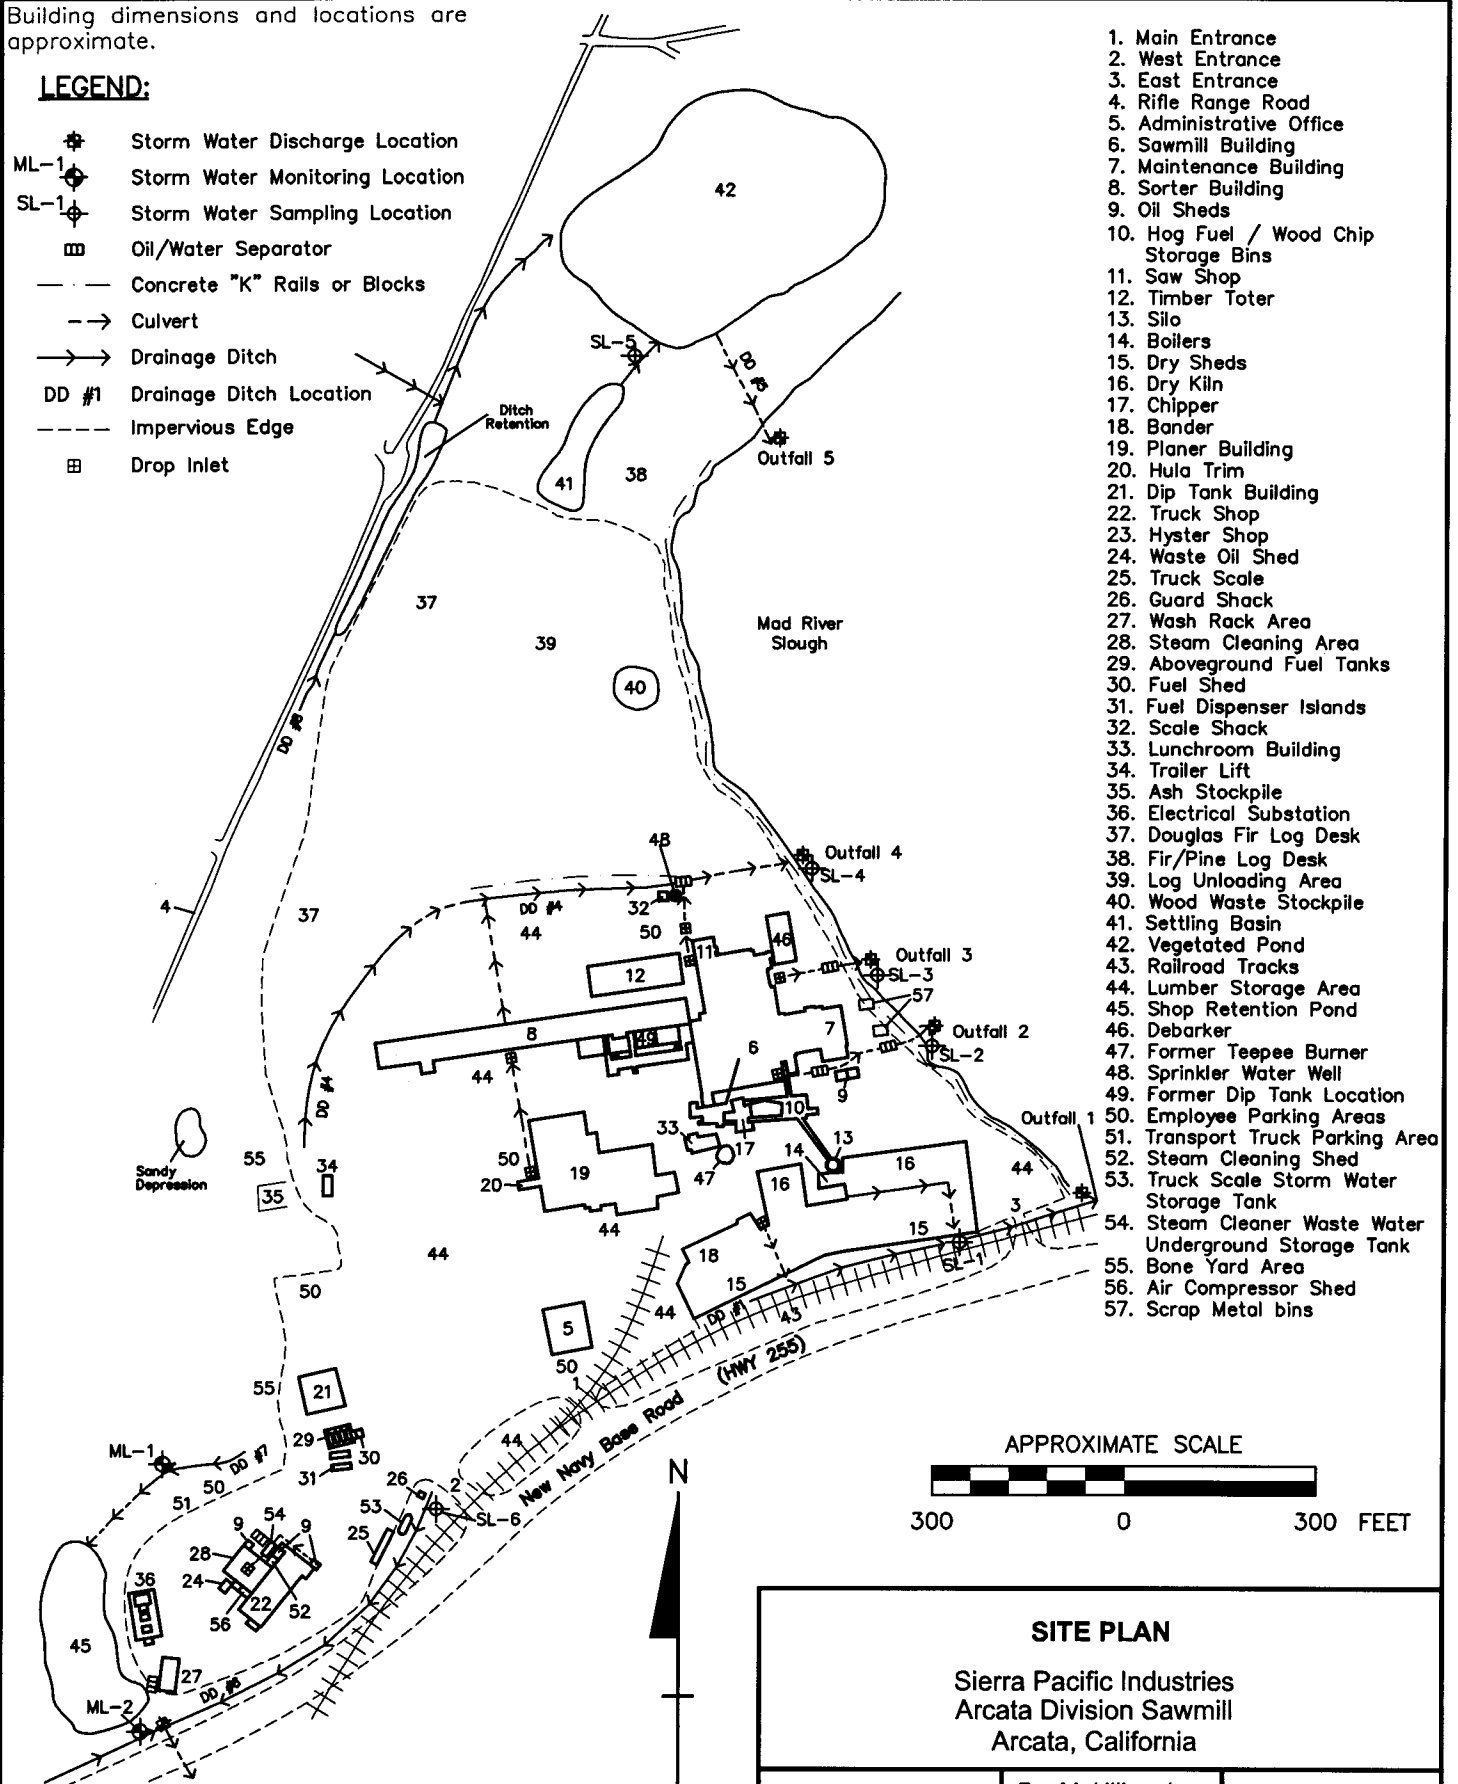 Building dimensions and locations are
approximate.
LEGEND:
Storm Water Discharge Location
ML-1 Storm Water Monitoring Location
SL-1 Storm Water Sampling Location
Oil/Water Separator
Concrete "K" Rails or Blocks
Culvert
Drainage Ditch
DD #1 Drainage Ditch Location
Impervious Edge
Drop Inlet
1. Main Entrance
2. West Entrance
3. East Entrance
4. Rifle Range Road
5. Administrative Office
6. Sawmill Building
7. Maintenance Building
8. Sorter Building
9. Oil Sheds
10. Hog Fuel / Wood Chip
Storage Bins
11. Saw Shop
12. Timber Toter
13. Silo
14. Boilers
15. Dry Sheds
16. Dry Kiln
17. Chipper
18. Bander
19. Planer Building
20. Hula Trim
21. Dip Tank Building
22. Truck Shop
23. Hyster Shop
24. Waste Oil Shed
25. Truck Scale
26. Guard Shack
27. Wash Rack Area
28. Steam Cleaning Area
29. Aboveground Fuel Tanks
30. Fuel Shed
31. Fuel Dispenser Islands
32. Scale Shack
33. Lunchroom Building
34. Trailer Lift
35. Ash Stockpile
36. Electrical Substation
37. Douglas Fir Log Desk
38. Fir/Pine Log Desk
39. Log Unloading Area
40. Wood Waste Stockpile
41. Settling Basin
42. Vegetated Pond
43. Railroad Tracks
44. Lumber Storage Area
45. Shop Retention Pond
46. Debarker
47. Former Teepee Burner
48. Sprinkler Water Well
49. Former Dip Tank Location
50. Employee Parking Areas
51. Transport Truck Parking Area
52. Steam Cleaning Shed
53. Truck Scale Storm Water
Storage Tank
54. Steam Cleaner Waste Water
Underground Storage Tank
55. Bone Yard Area
56. Air Compressor Shed
57. Scrap Metal bins
42
SL-5
DD #5
Outfall 5
Ditch
Retention
41
38
37
39
Mad River
Slough
40
DD #6
48
Outfall 4
SL-4
4
37
32
DD #4
44
50
11
46
Outfall 3
SL-3
12
57
8
49
7
Outfall 2
SL-2
6
44
9
DD #4
10
Outfall 1
33
17
13
Sandy
Depression
55
34
50
19
47
14
16
44
35
20
16
3
44
44
15
18
SL-1
50
15
44
DD #1
43
5
50
(HWY 255)
55
21
1
New Navy Base Road
29
30
44
ML-1
DD #7
50
31
26
2
51
53
SL-6
54
9
9
25
28
24
36
22
52
56
45
27
DD #6
ML-2
N
APPROXIMATE SCALE
300 0 300 FEET
SITE PLAN
Sierra Pacific Industries
Arcata Division Sawmill
Arcata, California